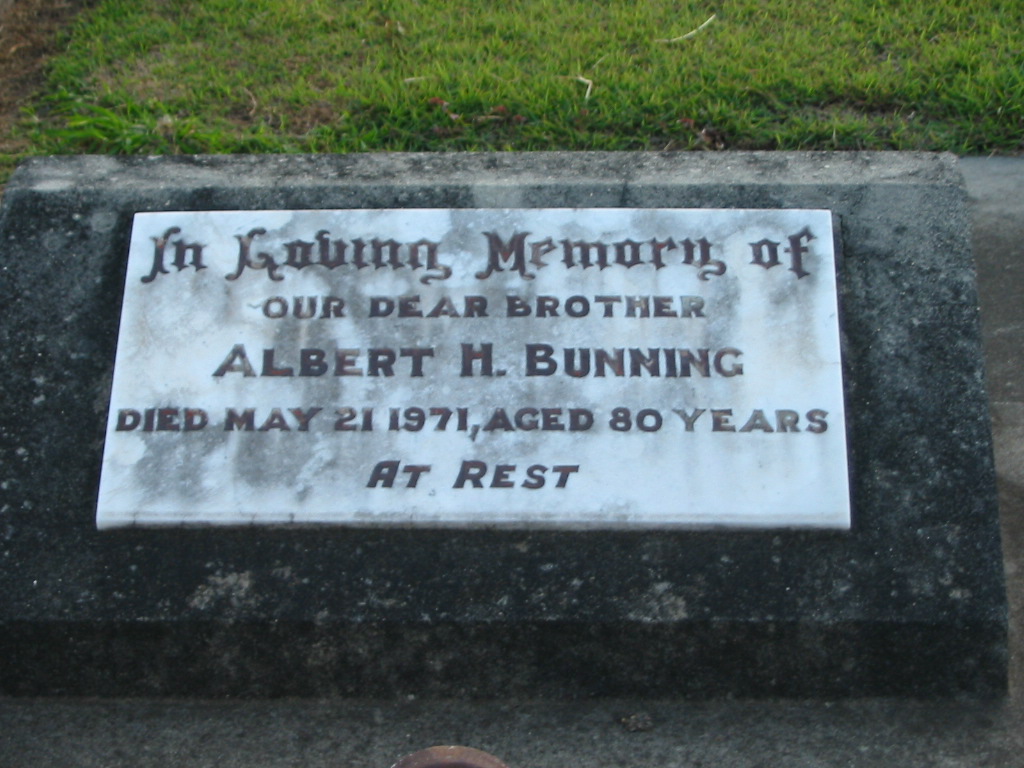 In Loving Memory of
OUR DEAR BROTHER
ALBERT H. BUNNING
DIED MAY 21 1971, AGED 80 YEARS
AT REST